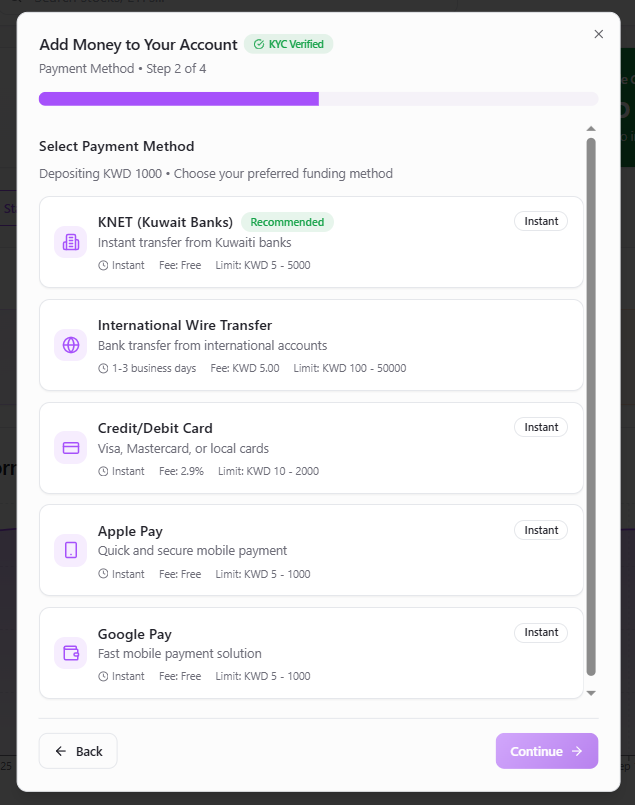 Add Money to Your Account KYC Verified
Payment Method • Step 2 of 4
Select Payment Method
Depositing KWD 1000 • Choose your preferred funding method
KNET (Kuwait Banks) Recommended Instant
Instant transfer from Kuwaiti banks
Instant Fee: Free Limit: KWD 5 - 5000
International Wire Transfer
Bank transfer from international accounts
1-3 business days Fee: KWD 5.00 Limit: KWD 100 - 50000
Credit/Debit Card Instant
Visa, Mastercard, or local cards
Instant Fee: 2.9% Limit: KWD 10 - 2000
Apple Pay Instant
Quick and secure mobile payment
Instant Fee: Free Limit: KWD 5 - 1000
Google Pay Instant
Fast mobile payment solution
Instant Fee: Free Limit: KWD 5 - 1000
Back Continue